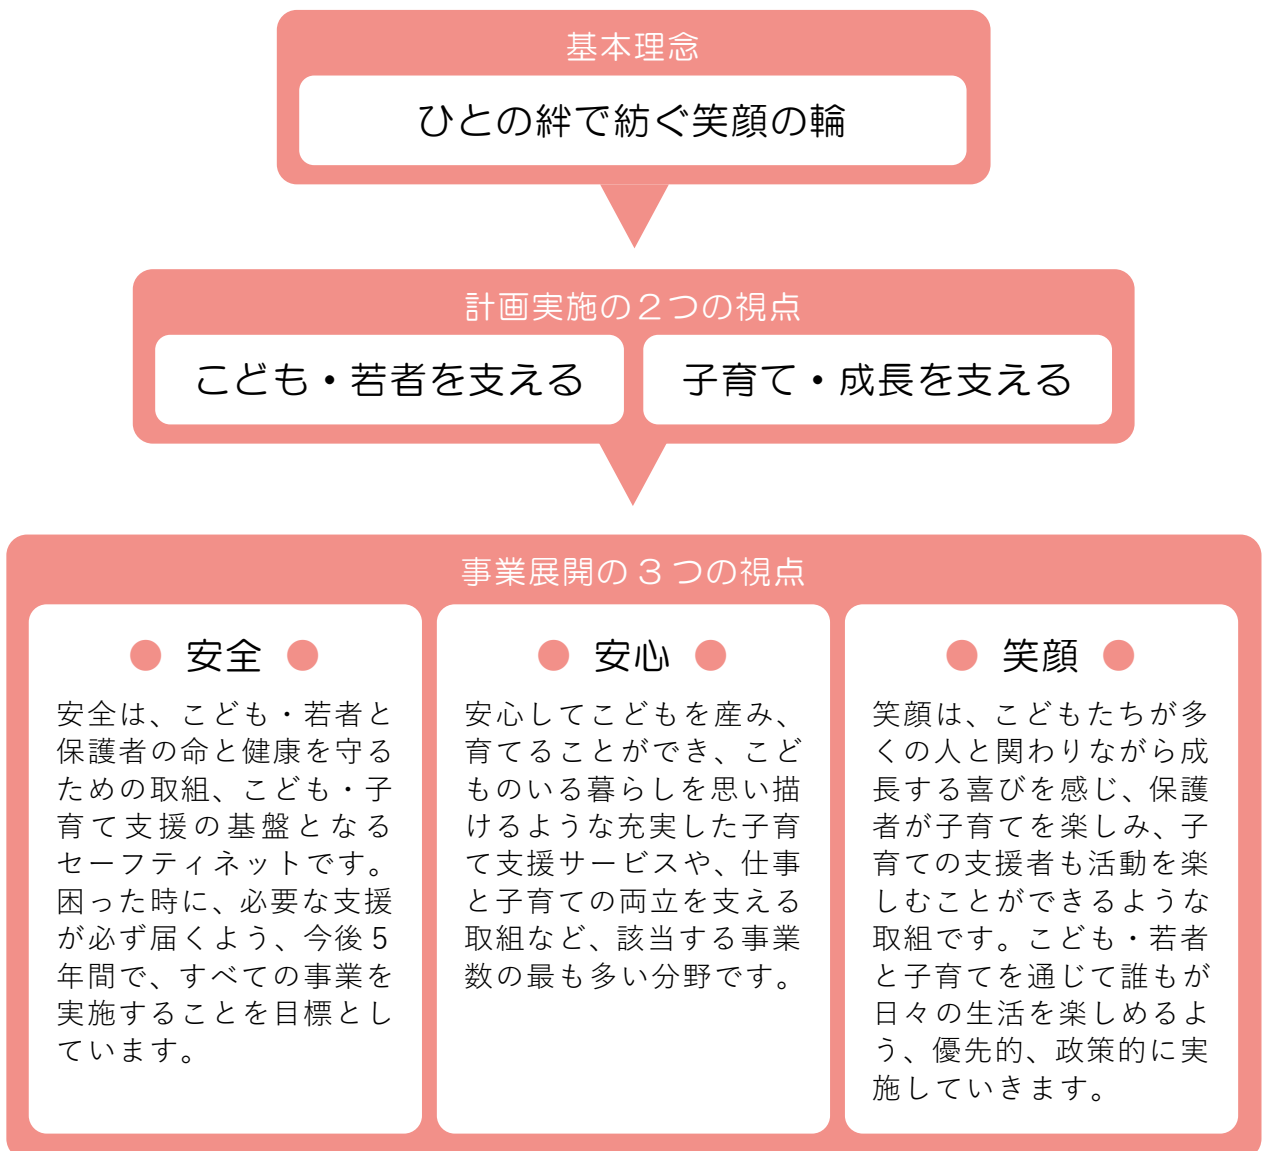 基本理念
ひとの絆で紡ぐ笑顔の輪
計画実施の２つの視点
こども・若者を支える
子育て・成長を支える
事業展開の３つの視点
● 安全 ●
安全は、こども・若者と
保護者の命と健康を守る
ための取組、こども・子
育て支援の基盤となる
セーフティネットです。
困った時に、必要な支援
が必ず届くよう、今後５
年間で、すべての事業を
実施することを目標とし
ています。
● 安心 ●
安心してこどもを産み、
育てることができ、こど
ものいる暮らしを思い描
けるような充実した子育
て支援サービスや、仕事
と子育ての両立を支える
取組など、該当する事業
数の最も多い分野です。
● 笑顔 ●
笑顔は、こどもたちが多
くの人と関わりながら成
長する喜びを感じ、保護
者が子育てを楽しみ、子
育ての支援者も活動を楽
しむことができるような
取組です。こども・若者
と子育てを通じて誰もが
日々の生活を楽しめるよ
う、優先的、政策的に実
施していきます。